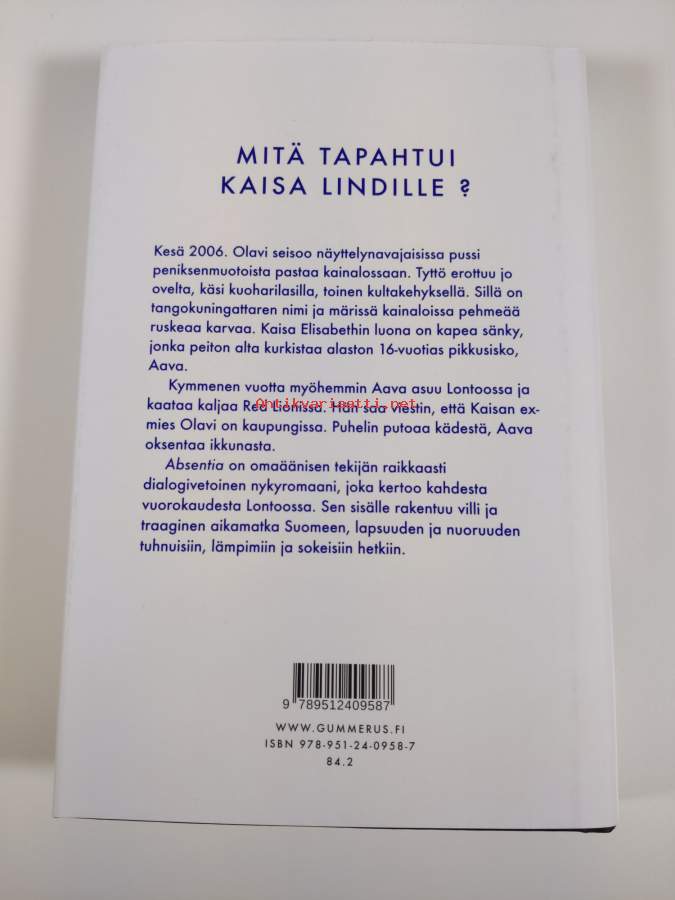 MITÄ TAPAHTUI
KAISA LINDILLE ?
Kesä 2006. Olavi seisoo näyttelynavajaisissa pussi
peniksenmuotoista pastaa kainalossaan. Tyttö erottuu jo
ovelta, käsi kuoharilasilla, toinen kultakehyksellä. Sillä on
tangokuningattaren nimi ja märissä kainaloissa pehmeää
ruskeaa karvaa. Kaisa Elisabethin luona on kapea sänky,
jonka peiton alta kurkistaa alaston 16-vuotias pikkusisko,
Aava.
Kymmenen vuotta myöhemmin Aava asuu Lontoossa ja
Antikvariaatti.net
kaataa kaljaa Red Lionissa. Hän saa viestin, että Kaisan ex-
mies Olavi on kaupungissa. Puhelin putoaa kädestä, Aava
oksentaa ikkunasta.
Absentia on omaäänisen tekijän raikkaasti
dialogivetoinen nykyromaani, joka kertoo kahdesta
vuorokaudesta Lontoossa. Sen sisälle rakentuu villi ja
traaginen aikamatka Suomeen, lapsuuden ja nuoruuden
tuhnuisiin, lämpimiin ja sokeisiin hetkiin.
9 789512 409587
WWW.GUMMERUS.FI
ISBN 978-951-24-0958-7
84.2